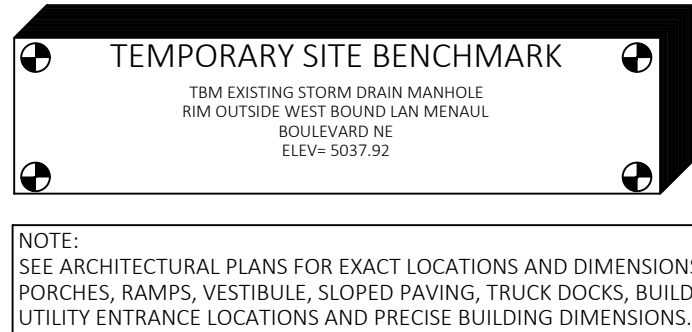 TEMPORARY SITE BENCHMARK
TBM EXISTING STORM DRAIN MANHOLE
RIM OUTSIDE WEST BOUND LAN MENAUL
BOULEVARD NE
ELEV= 5037.92
NOTE:
SEE ARCHITECTURAL PLANS FOR EXACT LOCATIONS AND DIMENSIONS
PORCHES, RAMPS, VESTIBULE, SLOPED PAVING, TRUCK DOCKS, BUILD
UTILITY ENTRANCE LOCATIONS AND PRECISE BUILDING DIMENSIONS.